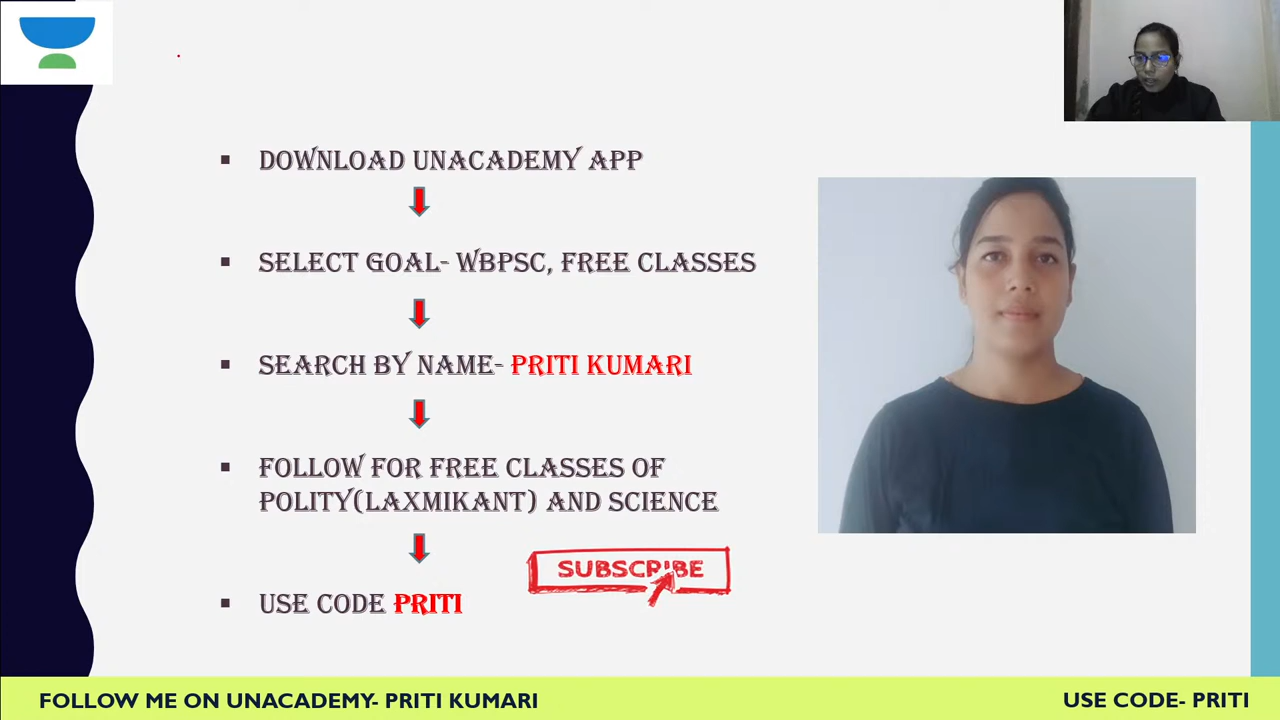 DOWNLOAD UNACADEMY APP
SELECT GOAL- WBPSC, FREE CLASSES
SEARCH BY NAME- PRITI KUMARI
FOLLOW FOR FREE CLASSES OF
POLITY(LAXMIKANT) AND SCIENCE
SUBSCRIBE
USE CODE PRITI
FOLLOW ME ON UNACADEMY- PRITI KUMARI
USE CODE- PRITI